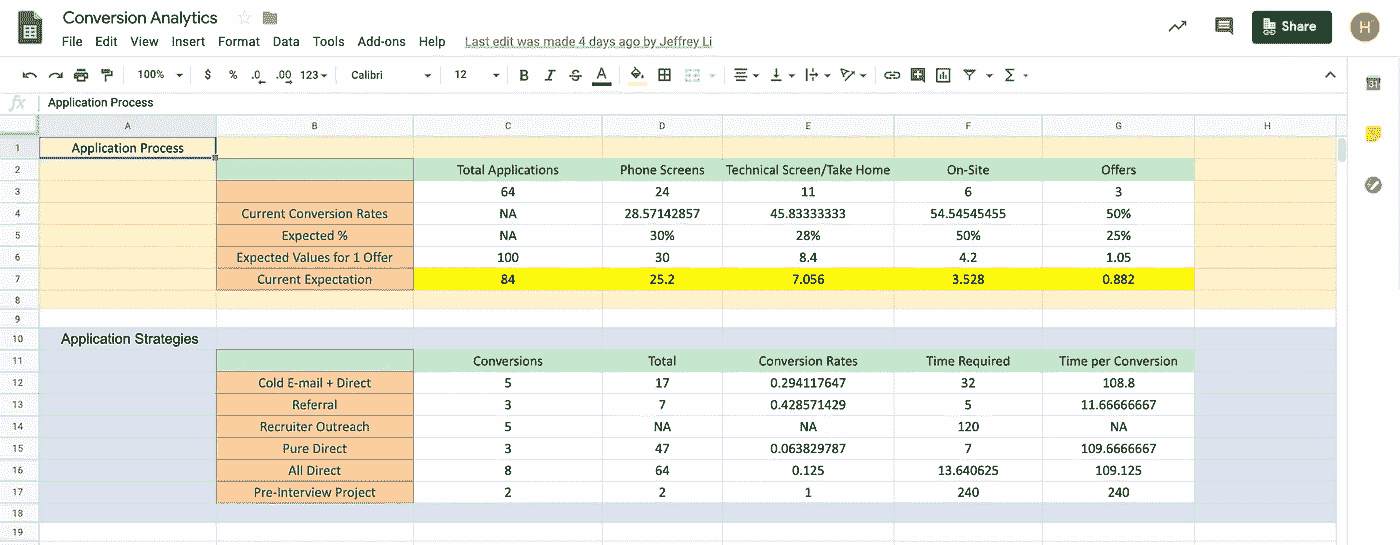 Conversion Analytics
File Edit View Insert Format Data Tools Add-ons Help Last edit was made 4 days ago by Jeffrey Li
Share
H
100% $ % .0 .00 123 Calibri 12 B I S A Σ
31
fx Application Process
A B C D E F G H
1 Application Process
2 Total Applications Phone Screens Technical Screen/Take Home On-Site Offers
3 64 24 11 6 3
4 Current Conversion Rates NA 28.57142857 45.83333333 54.54545455 50%
5 Expected % NA 30% 28% 50% 25%
6 Expected Values for 1 Offer 100 30 8.4 4.2 1.05
7 Current Expectation 84 25.2 7.056 3.528 0.882
8
9
10 Application Strategies
11 Conversions Total Conversion Rates Time Required Time per Conversion
12 Cold E-mail + Direct 5 17 0.294117647 32 108.8
13 Referral 3 7 0.428571429 5 11.66666667
14 Recruiter Outreach 5 NA NA 120 NA
15 Pure Direct 3 47 0.063829787 7 109.6666667
16 All Direct 8 64 0.125 13.640625 109.125
17 Pre-Interview Project 2 2 1 240 240
18
19